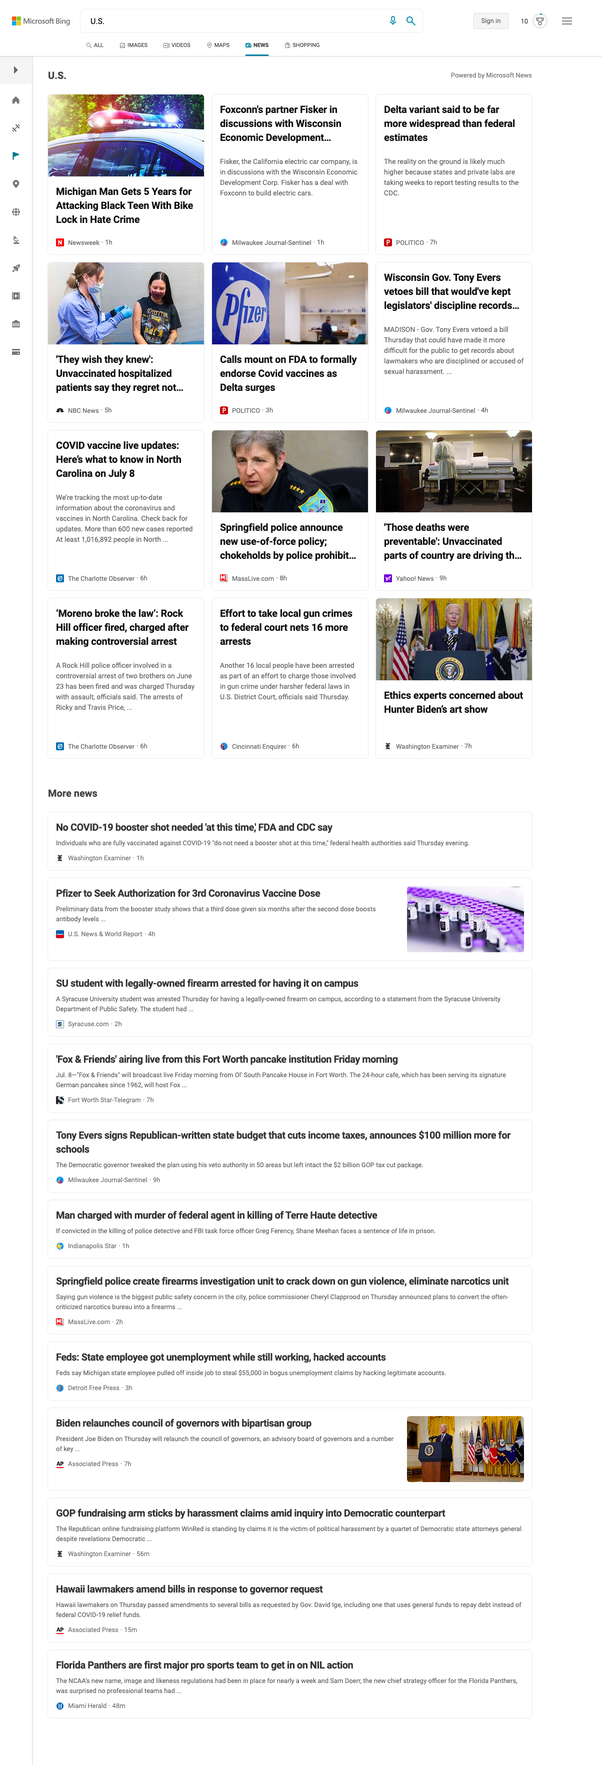 Microsoft Bing
U.S.
Sign in
10
ALL
IMAGES
VIDEOS
MAPS
NEWS
SHOPPING
U.S.
Powered by Microsoft News
Michigan Man Gets 5 Years for
Attacking Black Teen With Bike
Lock in Hate Crime
Newsweek · 1h
Foxconn's partner Fisker in
discussions with Wisconsin
Economic Development...
Fisker, the California electric car company, is
in discussions with the Wisconsin Economic
Development Corp. Fisker has a deal with
Foxconn to build electric cars.
Milwaukee Journal-Sentinel · 1h
Delta variant said to be far
more widespread than federal
estimates
The reality on the ground is likely much
higher because states and private labs are
taking weeks to report testing results to the
CDC.
POLITICO · 7h
'They wish they knew':
Unvaccinated hospitalized
patients say they regret not...
NBC News · 5h
Pfizer
Calls mount on FDA to formally
endorse Covid vaccines as
Delta surges
POLITICO · 3h
Wisconsin Gov. Tony Evers
vetoes bill that would've kept
legislators' discipline records...
MADISON - Gov. Tony Evers vetoed a bill
Thursday that could have made it more
difficult for the public to get records about
lawmakers who are disciplined or accused of
sexual harassment. ...
Milwaukee Journal-Sentinel · 4h
COVID vaccine live updates:
Here's what to know in North
Carolina on July 8
We're tracking the most up-to-date
information about the coronavirus and
vaccines in North Carolina. Check back for
updates. More than 600 new cases reported
At least 1,016,892 people in North ...
The Charlotte Observer · 6h
Springfield police announce
new use-of-force policy;
chokeholds by police prohibit...
MassLive.com · 8h
'Those deaths were
preventable': Unvaccinated
parts of country are driving th...
Yahoo! News · 9h
'Moreno broke the law': Rock
Hill officer fired, charged after
making controversial arrest
A Rock Hill police officer involved in a
controversial arrest of two brothers on June
23 has been fired and was charged Thursday
with assault, officials said. The arrests of
Ricky and Travis Price, ...
The Charlotte Observer · 6h
Effort to take local gun crimes
to federal court nets 16 more
arrests
Another 16 local people have been arrested
as part of an effort to charge those involved
in gun crime under harsher federal laws in
U.S. District Court, officials said Thursday.
Cincinnati Enquirer · 6h
Ethics experts concerned about
Hunter Biden's art show
Washington Examiner · 7h
More news
No COVID-19 booster shot needed 'at this time,' FDA and CDC say
Individuals who are fully vaccinated against COVID-19 "do not need a booster shot at this time," federal health authorities said Thursday evening.
Washington Examiner · 1h
Pfizer to Seek Authorization for 3rd Coronavirus Vaccine Dose
Preliminary data from the booster study shows that a third dose given six months after the second dose boosts
antibody levels ...
U.S. News & World Report · 4h
SU student with legally-owned firearm arrested for having it on campus
A Syracuse University student was arrested Thursday for having a legally-owned firearm on campus, according to a statement from the Syracuse University
Department of Public Safety. The student had ...
Syracuse.com · 2h
'Fox & Friends' airing live from this Fort Worth pancake institution Friday morning
Jul. 8—"Fox & Friends" will broadcast live Friday morning from Ol' South Pancake House in Fort Worth. The 24-hour cafe, which has been serving its signature
German pancakes since 1962, will host Fox ...
Fort Worth Star-Telegram · 7h
Tony Evers signs Republican-written state budget that cuts income taxes, announces $100 million more for
schools
The Democratic governor tweaked the plan using his veto authority in 50 areas but left intact the $2 billion GOP tax cut package.
Milwaukee Journal-Sentinel · 9h
Man charged with murder of federal agent in killing of Terre Haute detective
If convicted in the killing of police detective and FBI task force officer Greg Ferency, Shane Meehan faces a sentence of life in prison.
Indianapolis Star · 1h
Springfield police create firearms investigation unit to crack down on gun violence, eliminate narcotics unit
Saying gun violence is the biggest public safety concern in the city, police commissioner Cheryl Clapprood on Thursday announced plans to convert the often-
criticized narcotics bureau into a firearms ...
MassLive.com · 2h
Feds: State employee got unemployment while still working, hacked accounts
Feds say Michigan state employee pulled off inside job to steal $55,000 in bogus unemployment claims by hacking legitimate accounts.
Detroit Free Press · 3h
Biden relaunches council of governors with bipartisan group
President Joe Biden on Thursday will relaunch the council of governors, an advisory board of governors and a number
of key ...
AP Associated Press · 7h
GOP fundraising arm sticks by harassment claims amid inquiry into Democratic counterpart
The Republican online fundraising platform WinRed is standing by claims it is the victim of political harassment by a quartet of Democratic state attorneys general
despite revelations Democratic ...
Washington Examiner · 56m
Hawaii lawmakers amend bills in response to governor request
Hawaii lawmakers on Thursday passed amendments to several bills as requested by Gov. David Ige, including one that uses general funds to repay debt instead of
federal COVID-19 relief funds.
AP Associated Press · 15m
Florida Panthers are first major pro sports team to get in on NIL action
The NCAA's new name, image and likeness regulations had been in place for nearly a week and Sam Doerr, the new chief strategy officer for the Florida Panthers,
was surprised no professional teams had ...
Miami Herald · 48m